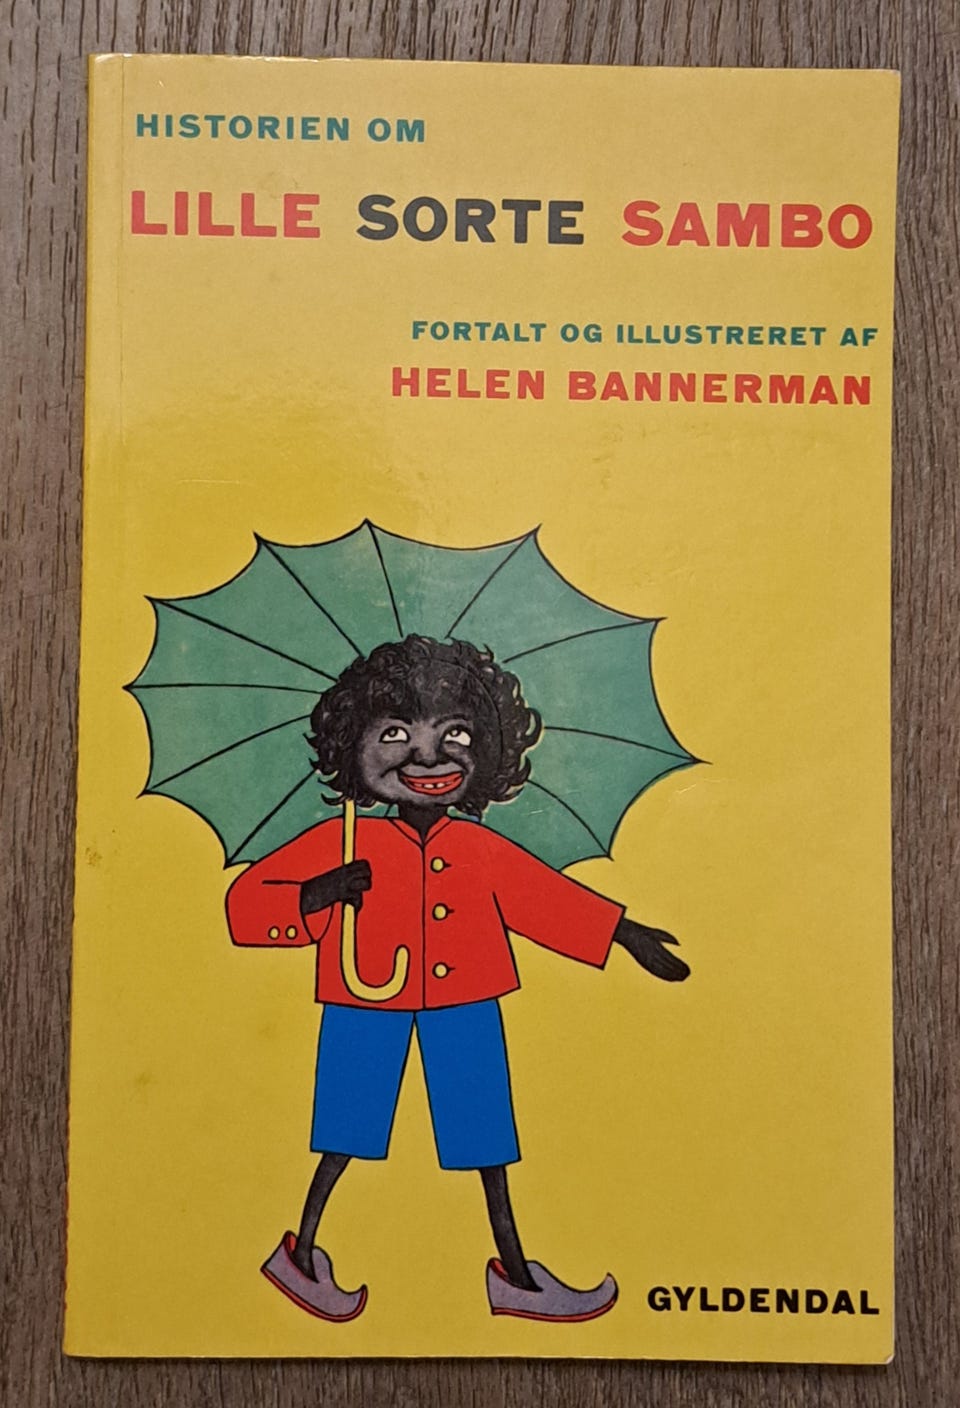 HISTORIEN OM
LILLE SORTE SAMBO
FORTALT OG ILLUSTRERET AF
HELEN BANNERMAN
GYLDENDAL